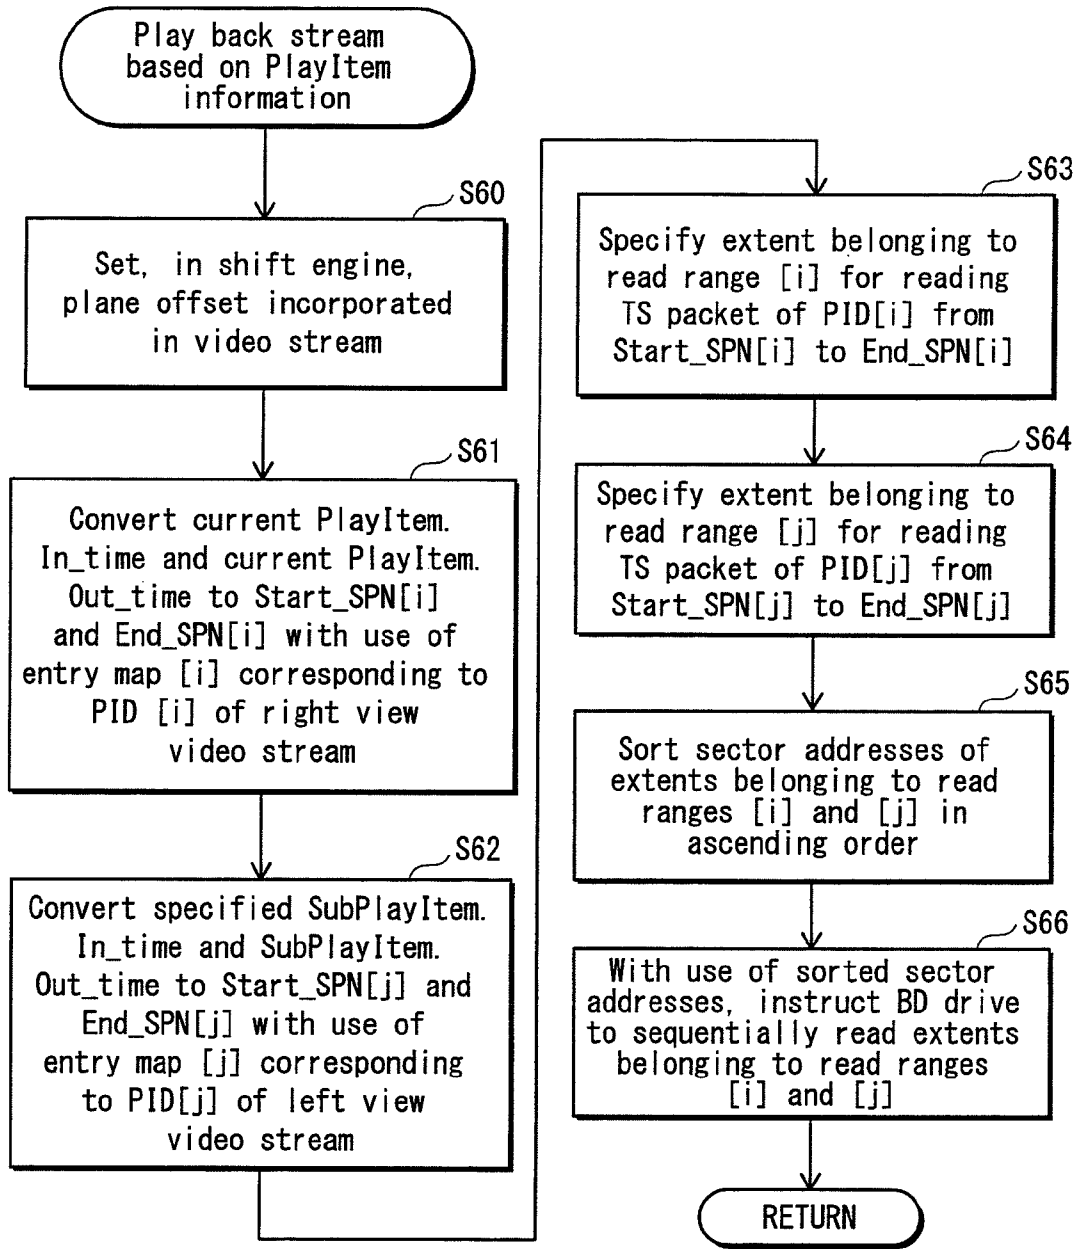 Play back stream
based on PlayItem
information
S60
Set, in shift engine,
plane offset incorporated
in video stream
S61
Convert current PlayItem.
In_time and current PlayItem.
Out_time to Start_SPN[i]
and End_SPN[i] with use of
entry map [i] corresponding to
PID [i] of right view
video stream
S62
Convert specified SubPlayItem.
In_time and SubPlayItem.
Out_time to Start_SPN[j] and
End_SPN[j] with use of
entry map [j] corresponding
to PID[j] of left view
video stream
S63
Specify extent belonging to
read range [i] for reading
TS packet of PID[i] from
Start_SPN[i] to End_SPN[i]
S64
Specify extent belonging to
read range [j] for reading
TS packet of PID[j] from
Start_SPN[j] to End_SPN[j]
S65
Sort sector addresses of
extents belonging to read
ranges [i] and [j] in
ascending order
S66
With use of sorted sector
addresses, instruct BD drive
to sequentially read extents
belonging to read ranges
[i] and [j]
RETURN